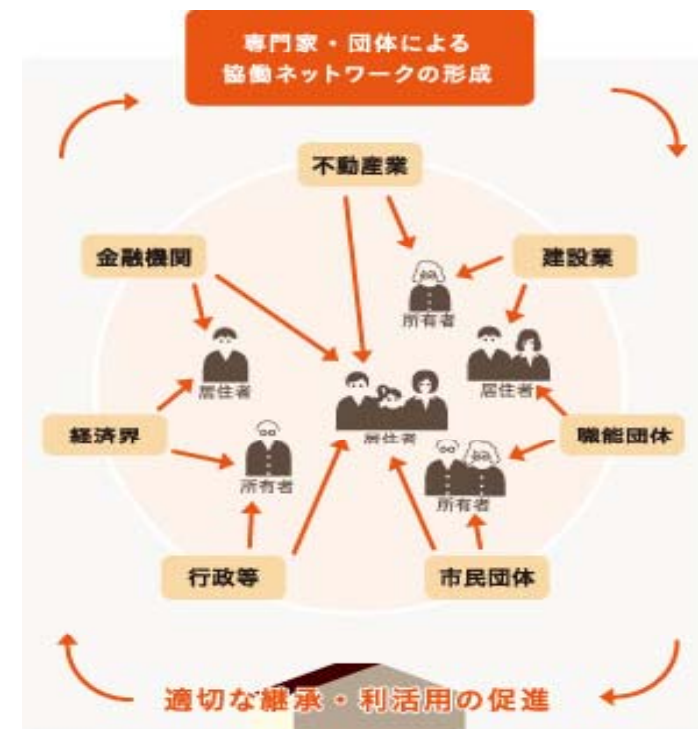 専門家・団体による
協働ネットワークの形成
不動産業
金融機関
建設業
所有者
居住者
居住者
居住者
経済界
職能団体
所有者
所有者
行政等
市民団体
適切な継承・利活用の促進